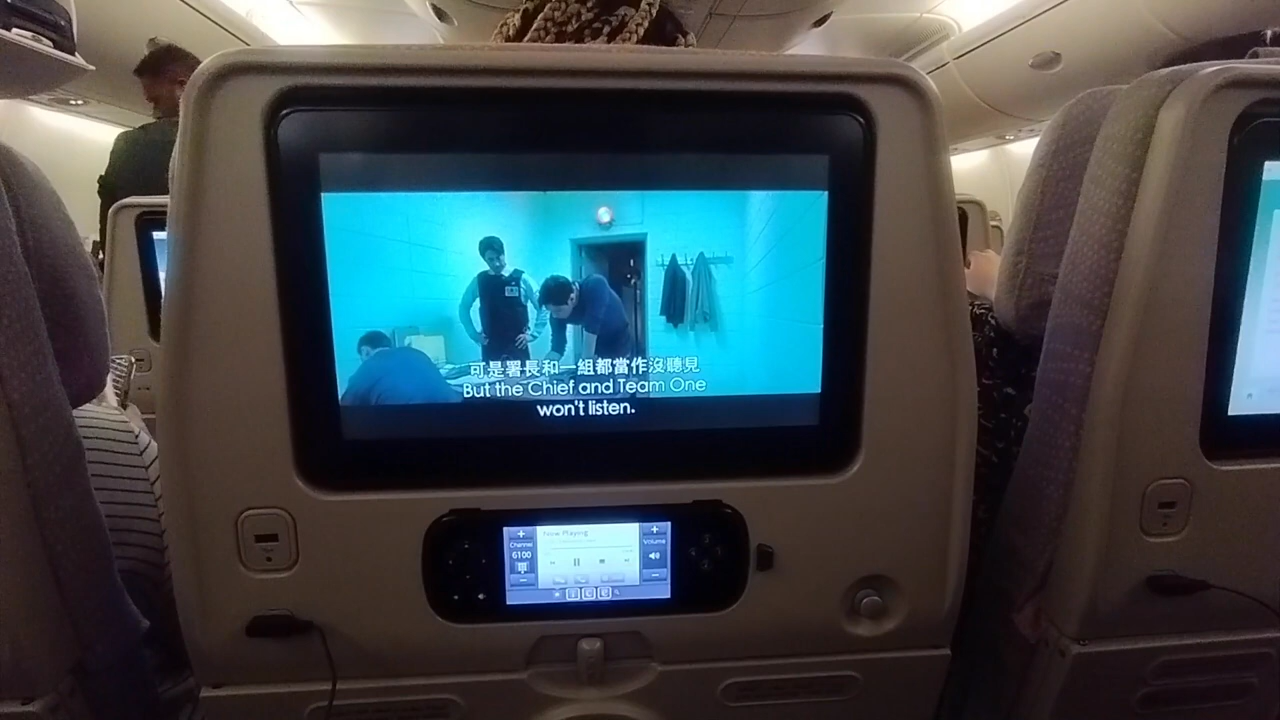 可是署長和一組都當作沒聽見
But the Chief and Team One
won't listen.
Now Playing
Channel
6100
Volume